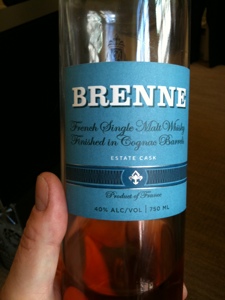 BRENNE
French Single Malt Whisky
Finished in Cognac Barrels
ESTATE CASK
Product of France
40% ALC/VOL | 750 ML